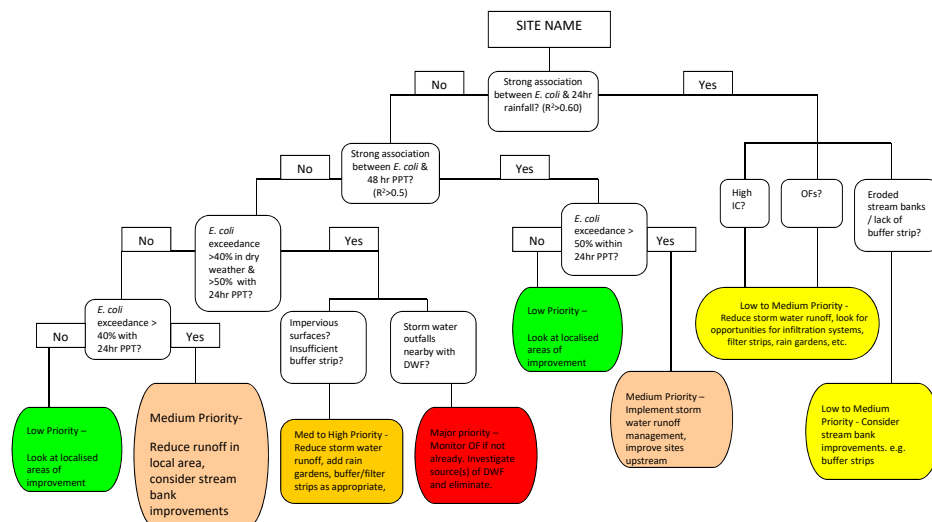 SITE NAME
No
Strong association
between E. coli & 24hr
rainfall? (R²>0.60)
Yes
No
Strong association
between E. coli &
48 hr PPT?
(R²>0.5)
Yes
High
IC?
OFs?
Eroded
stream banks
/ lack of
buffer strip?
No
E. coli
exceedance
>40% in dry
weather &
>50% with
24hr PPT?
Yes
No
E. coli
exceedance >
50% within
24hr PPT?
Yes
No
E. coli
exceedance >
40% with
24hr PPT?
Yes
Impervious
surfaces?
Insufficient
buffer strip?
Storm water
outfalls
nearby with
DWF?
Low Priority –
Look at localised
areas of
improvement
Low to Medium Priority -
Reduce storm water runoff, look for
opportunities for infiltration systems,
filter strips, rain gardens, etc.
Low Priority –
Look at localised
areas of
improvement
Medium Priority-
Reduce runoff in
local area,
consider stream
bank
improvements
Med to High Priority -
Reduce storm water
runoff, add rain
gardens, buffer/filter
strips as appropriate,
Major priority –
Monitor OF if not
already. Investigate
source(s) of DWF
and eliminate.
Medium Priority –
Implement storm
water runoff
management,
improve sites
upstream
Low to Medium
Priority - Consider
stream bank
improvements. e.g.
buffer strips